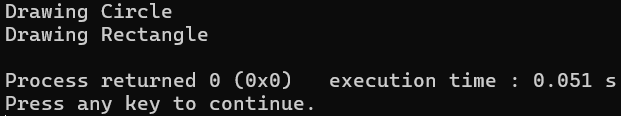 Drawing Circle
Drawing Rectangle
Process returned 0 (0x0)   execution time : 0.051 s
Press any key to continue.